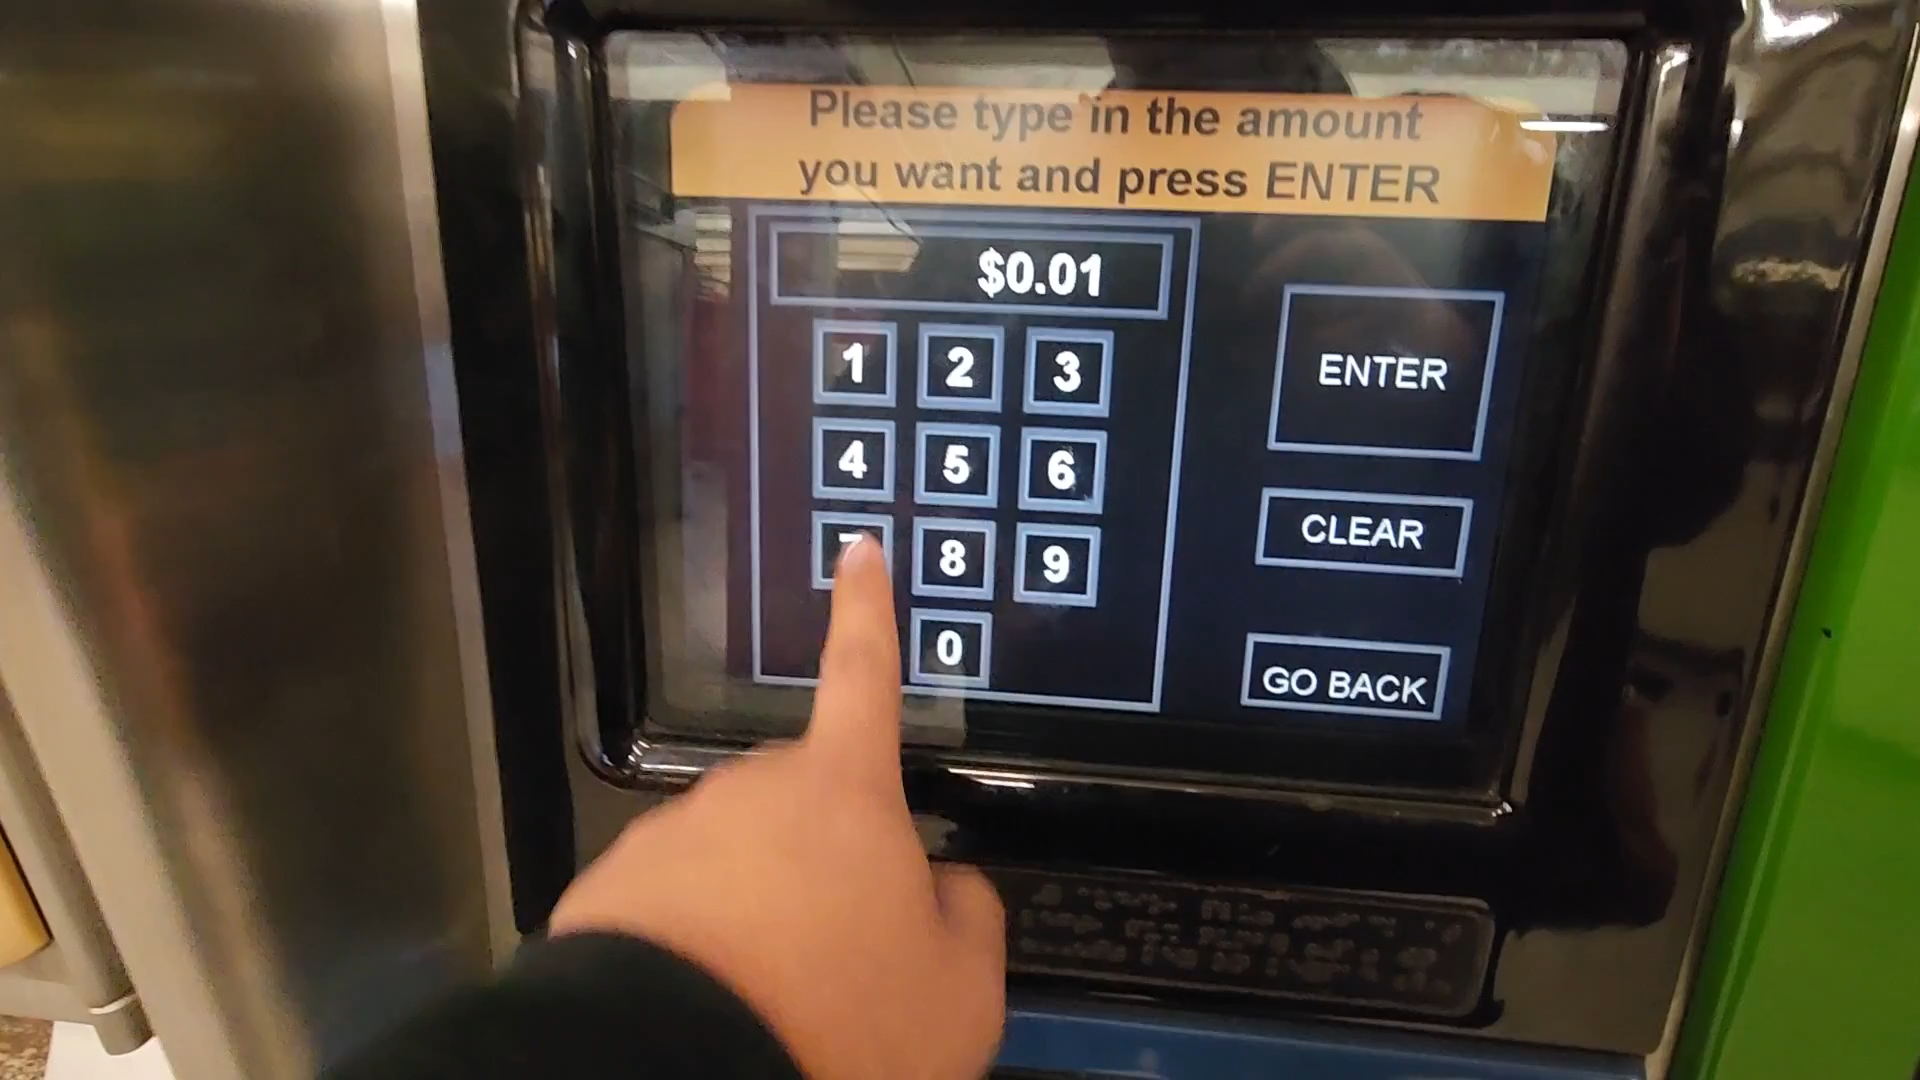 Please type in the amount
you want and press ENTER
$0.01
1 2 3
ENTER
4 5 6
CLEAR
7 8 9
0
GO BACK